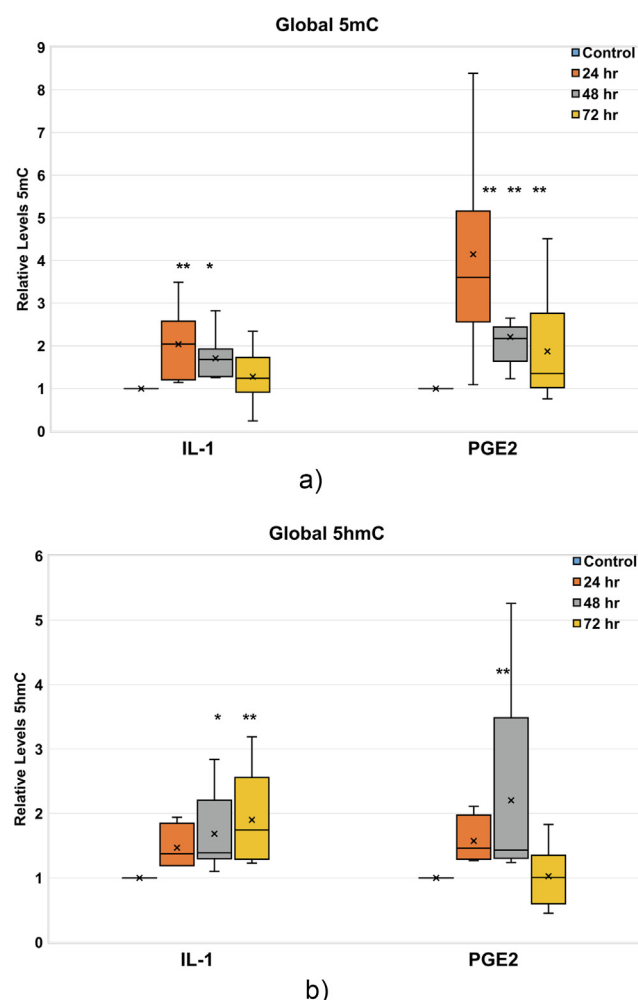 Global 5mC
Relative Levels 5mC
9
8
7
6
5
4
3
2
1
0
Control
24 hr
48 hr
72 hr
** *
** ** **
IL-1 PGE2
a)
Global 5hmC
Relative Levels 5hmC
6
5
4
3
2
1
0
Control
24 hr
48 hr
72 hr
* **
**
IL-1 PGE2
b)